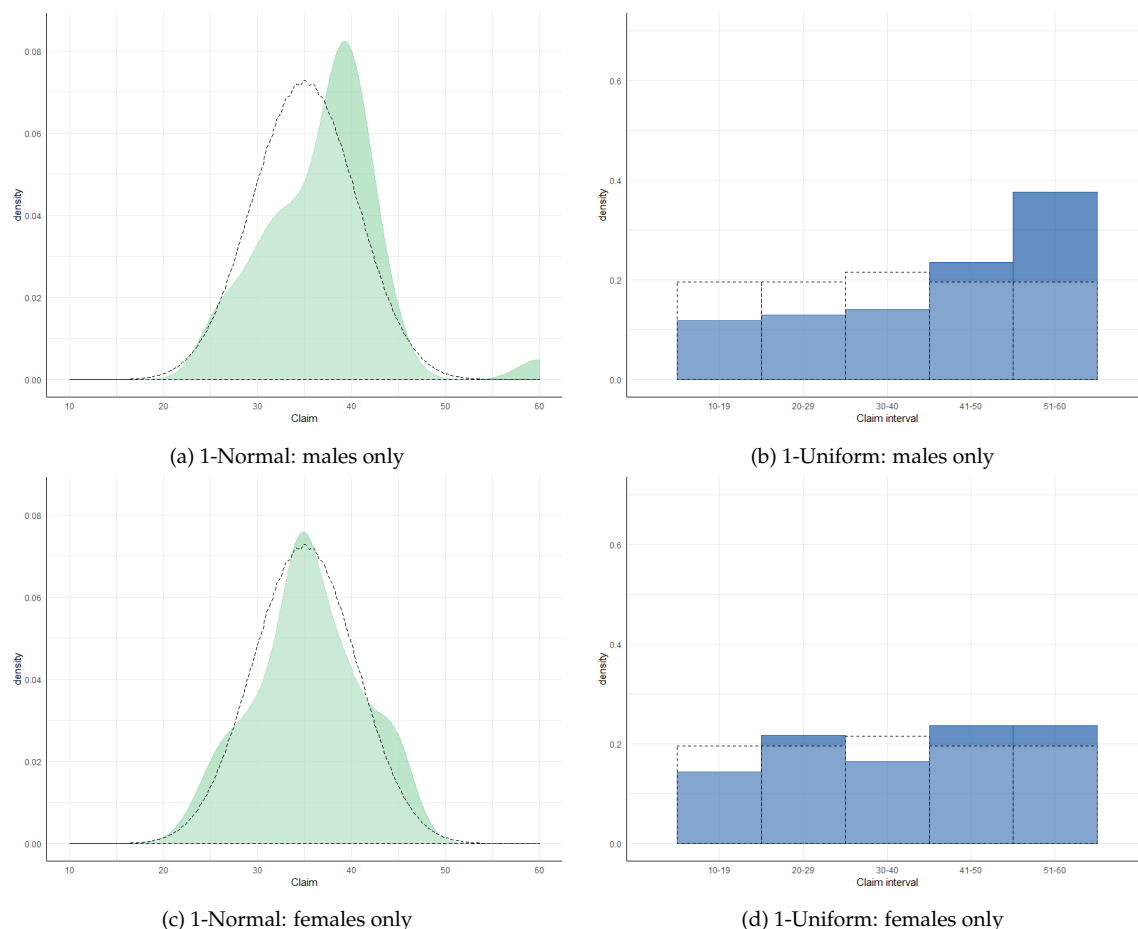 0.08
0.06
0.04
0.02
0.00
density
10 20 30 40 50 60
Claim
(a) 1-Normal: males only
0.6
0.4
0.2
0.0
density
10-19 20-29 30-40 41-50 51-60
Claim interval
(b) 1-Uniform: males only
0.08
0.06
0.04
0.02
0.00
density
10 20 30 40 50 60
Claim
(c) 1-Normal: females only
0.6
0.4
0.2
0.0
density
10-19 20-29 30-40 41-50 51-60
Claim interval
(d) 1-Uniform: females only